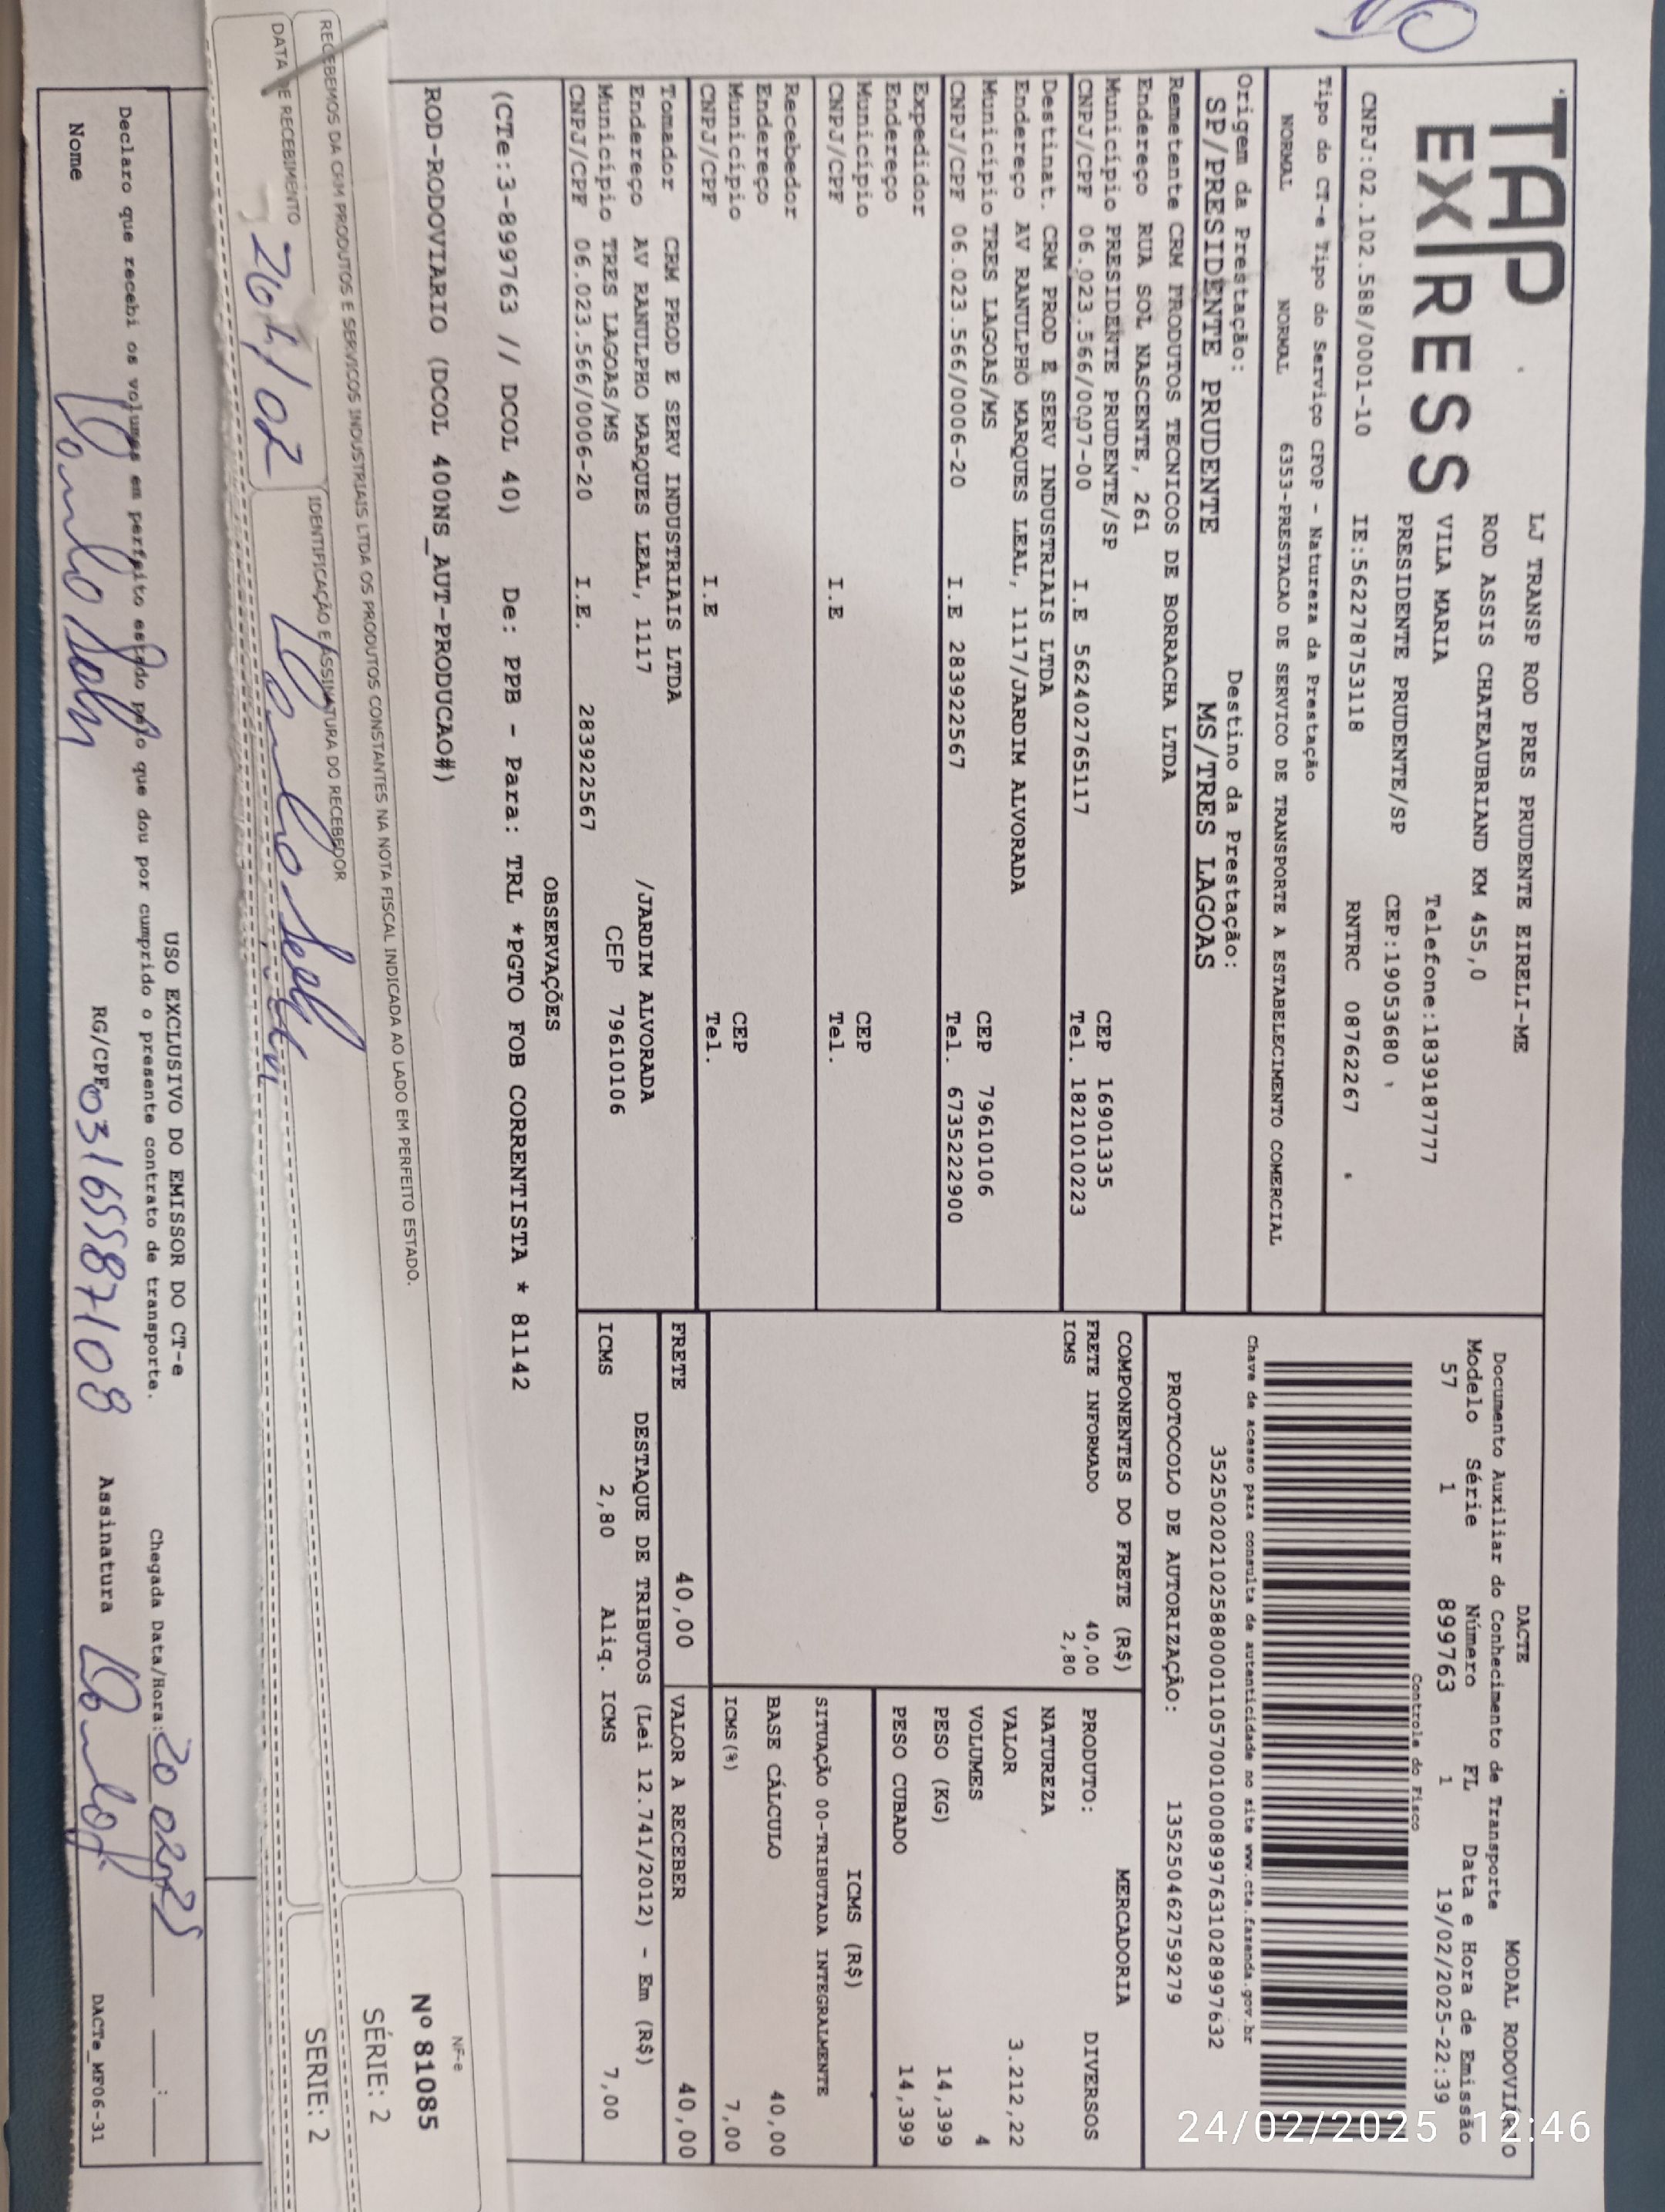 TAP
EXPRESS
LJ TRANSP ROD PRES PRUDENTE EIRELI-ME
ROD ASSIS CHATEAUBRIAND KM 455,0
VILA MARIA Telefone:1839187777
PRESIDENTE PRUDENTE/SP CEP:19053680
CNPJ:02.102.588/0001-10 IE:562278753118 RNTRC 08762267
DACTE MODAL RODOVIÁRIO
Documento Auxiliar do Conhecimento de Transporte
Modelo Série Número FL Data e Hora de Emissão
57 1 899763 1 19/02/2025-22:39
Controle do Fisco
Tipo do CT-e Tipo do Serviço CFOP - Natureza da Prestação
NORMAL NORMAL 6353-PRESTACAO DE SERVICO DE TRANSPORTE A ESTABELECIMENTO COMERCIAL
Chave de acesso para consulta de autenticidade no site www.cte.fazenda.gov.br
35250202102588000110570010008997631028997632
Origem da Prestação: Destino da Prestação:
SP/PRESIDENTE PRUDENTE MS/TRES LAGOAS
PROTOCOLO DE AUTORIZAÇÃO: 135250462759279
Remetente CRM PRODUTOS TECNICOS DE BORRACHA LTDA
Endereço RUA SOL NASCENTE, 261
Município PRESIDENTE PRUDENTE/SP CEP 16901335
CNPJ/CPF 06.023.566/0007-00 I.E 562402765117 Tel. 1821010223
Destinat. CRM PROD E SERV INDUSTRIAIS LTDA
Endereço AV RANULPHO MARQUES LEAL, 1117/JARDIM ALVORADA
Município TRES LAGOAS/MS CEP 79610106
CNPJ/CPF 06.023.566/0006-20 I.E 283922567 Tel. 6735222900
Expedidor
Endereço
Município CEP
CNPJ/CPF I.E Tel.
Recebedor
Endereço
Município CEP
CNPJ/CPF I.E Tel.
Tomador CRM PROD E SERV INDUSTRIAIS LTDA
Endereço AV RANULPHO MARQUES LEAL, 1117 /JARDIM ALVORADA
Município TRES LAGOAS/MS CEP 79610106
CNPJ/CPF 06.023.566/0006-20 I.E. 283922567
COMPONENTES DO FRETE (R$)
FRETE INFORMADO 40,00
ICMS 2,80
MERCADORIA
PRODUTO: DIVERSOS
NATUREZA
VALOR 3.212,22
VOLUMES 4
PESO (KG) 14,399
PESO CUBADO 14,399
ICMS (R$)
SITUAÇÃO 00-TRIBUTADA INTEGRALMENTE
BASE CÁLCULO 40,00
ICMS(%) 7,00
FRETE 40,00 VALOR A RECEBER 40,00
DESTAQUE DE TRIBUTOS (Lei 12.741/2012) - Em (R$)
ICMS 2,80 Aliq. ICMS 7,00
OBSERVAÇÕES
(CTe:3-899763 // DCOL 40) De: PPB - Para: TRL *PGTO FOB CORRENTISTA * 81142
ROD-RODOVIARIO (DCOL 400NS_AUT-PRODUCAO#)
RECEBEMOS DA CRM PRODUTOS E SERVICOS INDUSTRIAIS LTDA OS PRODUTOS CONSTANTES NA NOTA FISCAL INDICADA AO LADO EM PERFEITO ESTADO.
DATA DE RECEBIMENTO IDENTIFICAÇÃO E ASSINATURA DO RECEBEDOR
NF-e
Nº 81085
SÉRIE: 2
SERIE: 2
USO EXCLUSIVO DO EMISSOR DO CT-e
Declaro que recebi os volumes em perfeito estado pelo que dou por cumprido o presente contrato de transporte. Chegada Data/Hora: 20 02 25
Nome RG/CPF 03165587108 Assinatura
DACTe_MF06-31
24/02/2025 12:46